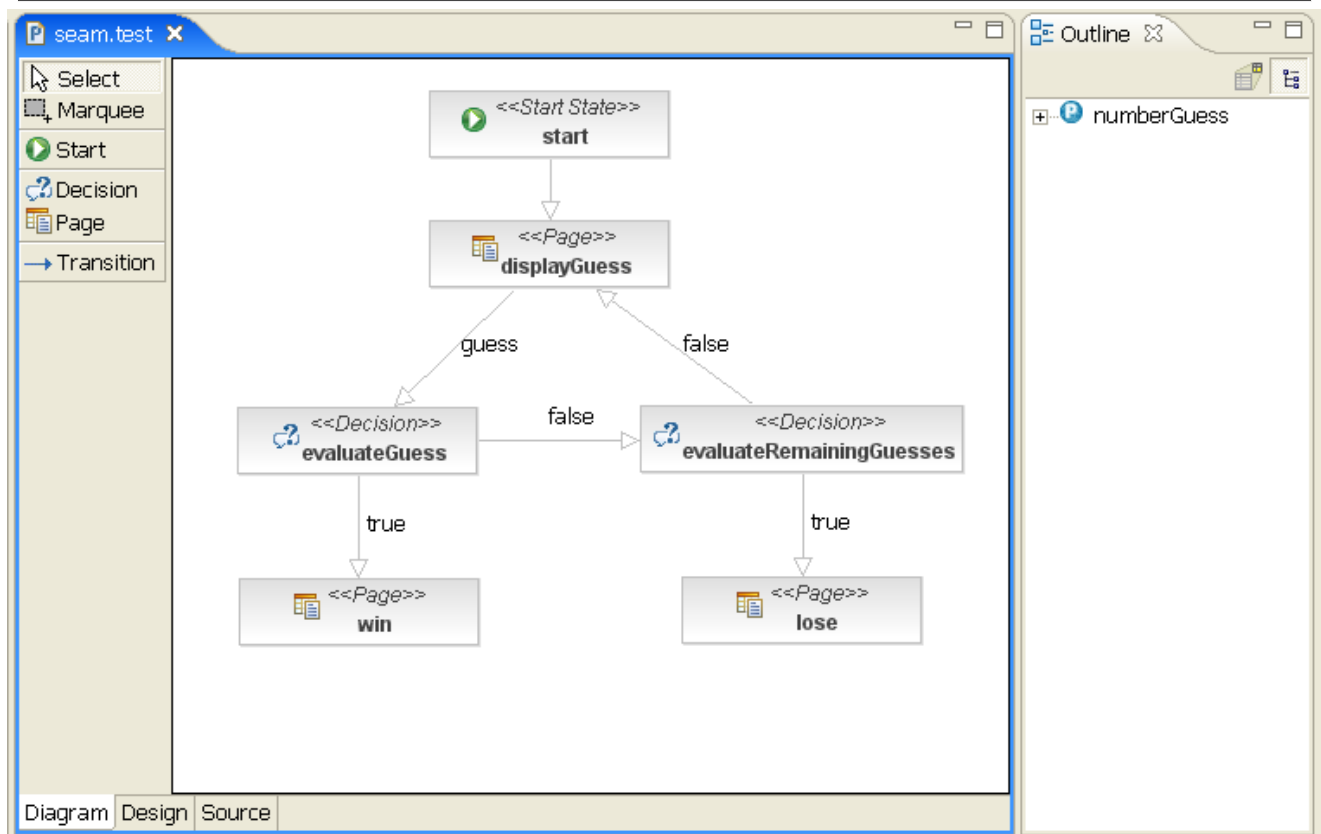 seam.test
Outline
Select
Marquee
Start
Decision
Page
Transition
numberGuess
<<Start State>>
start
<<Page>>
displayGuess
guess
false
<<Decision>>
evaluateGuess
false
<<Decision>>
evaluateRemainingGuesses
true
true
<<Page>>
win
<<Page>>
lose
Diagram Design Source